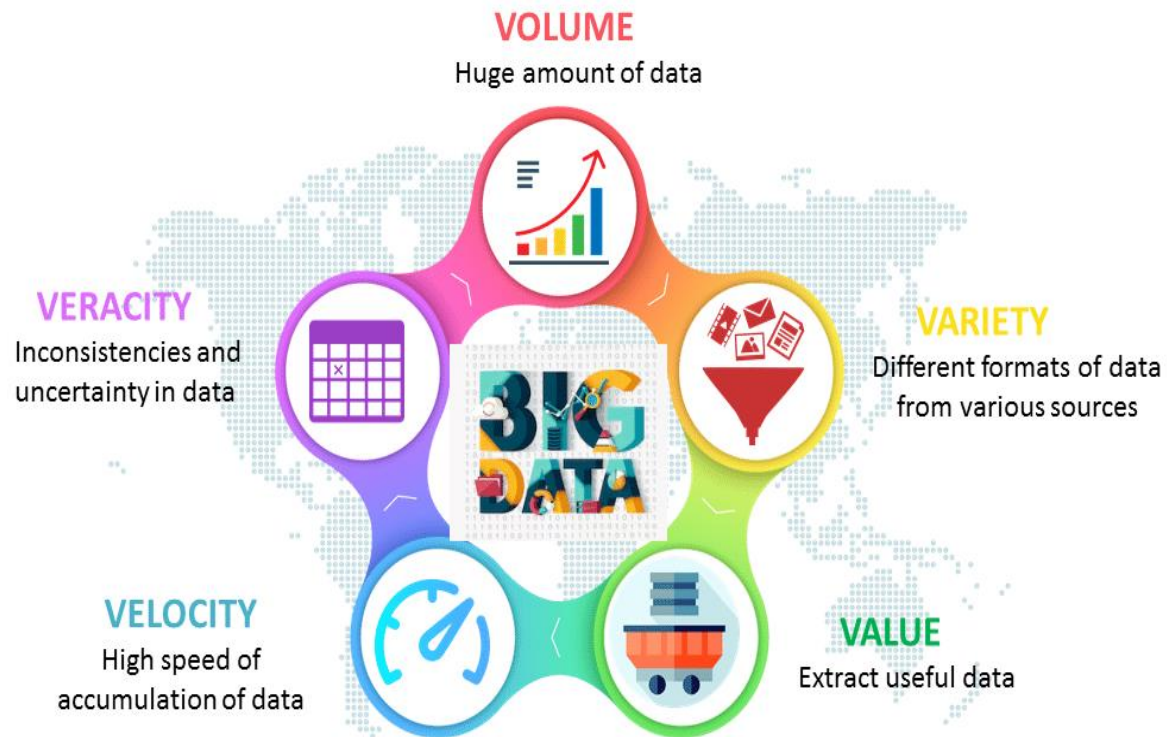 VOLUME
Huge amount of data
VERACITY
Inconsistencies and
uncertainty in data
VARIETY
Different formats of data
from various sources
X
BIG
DATA
VELOCITY
High speed of
accumulation of data
VALUE
Extract useful data